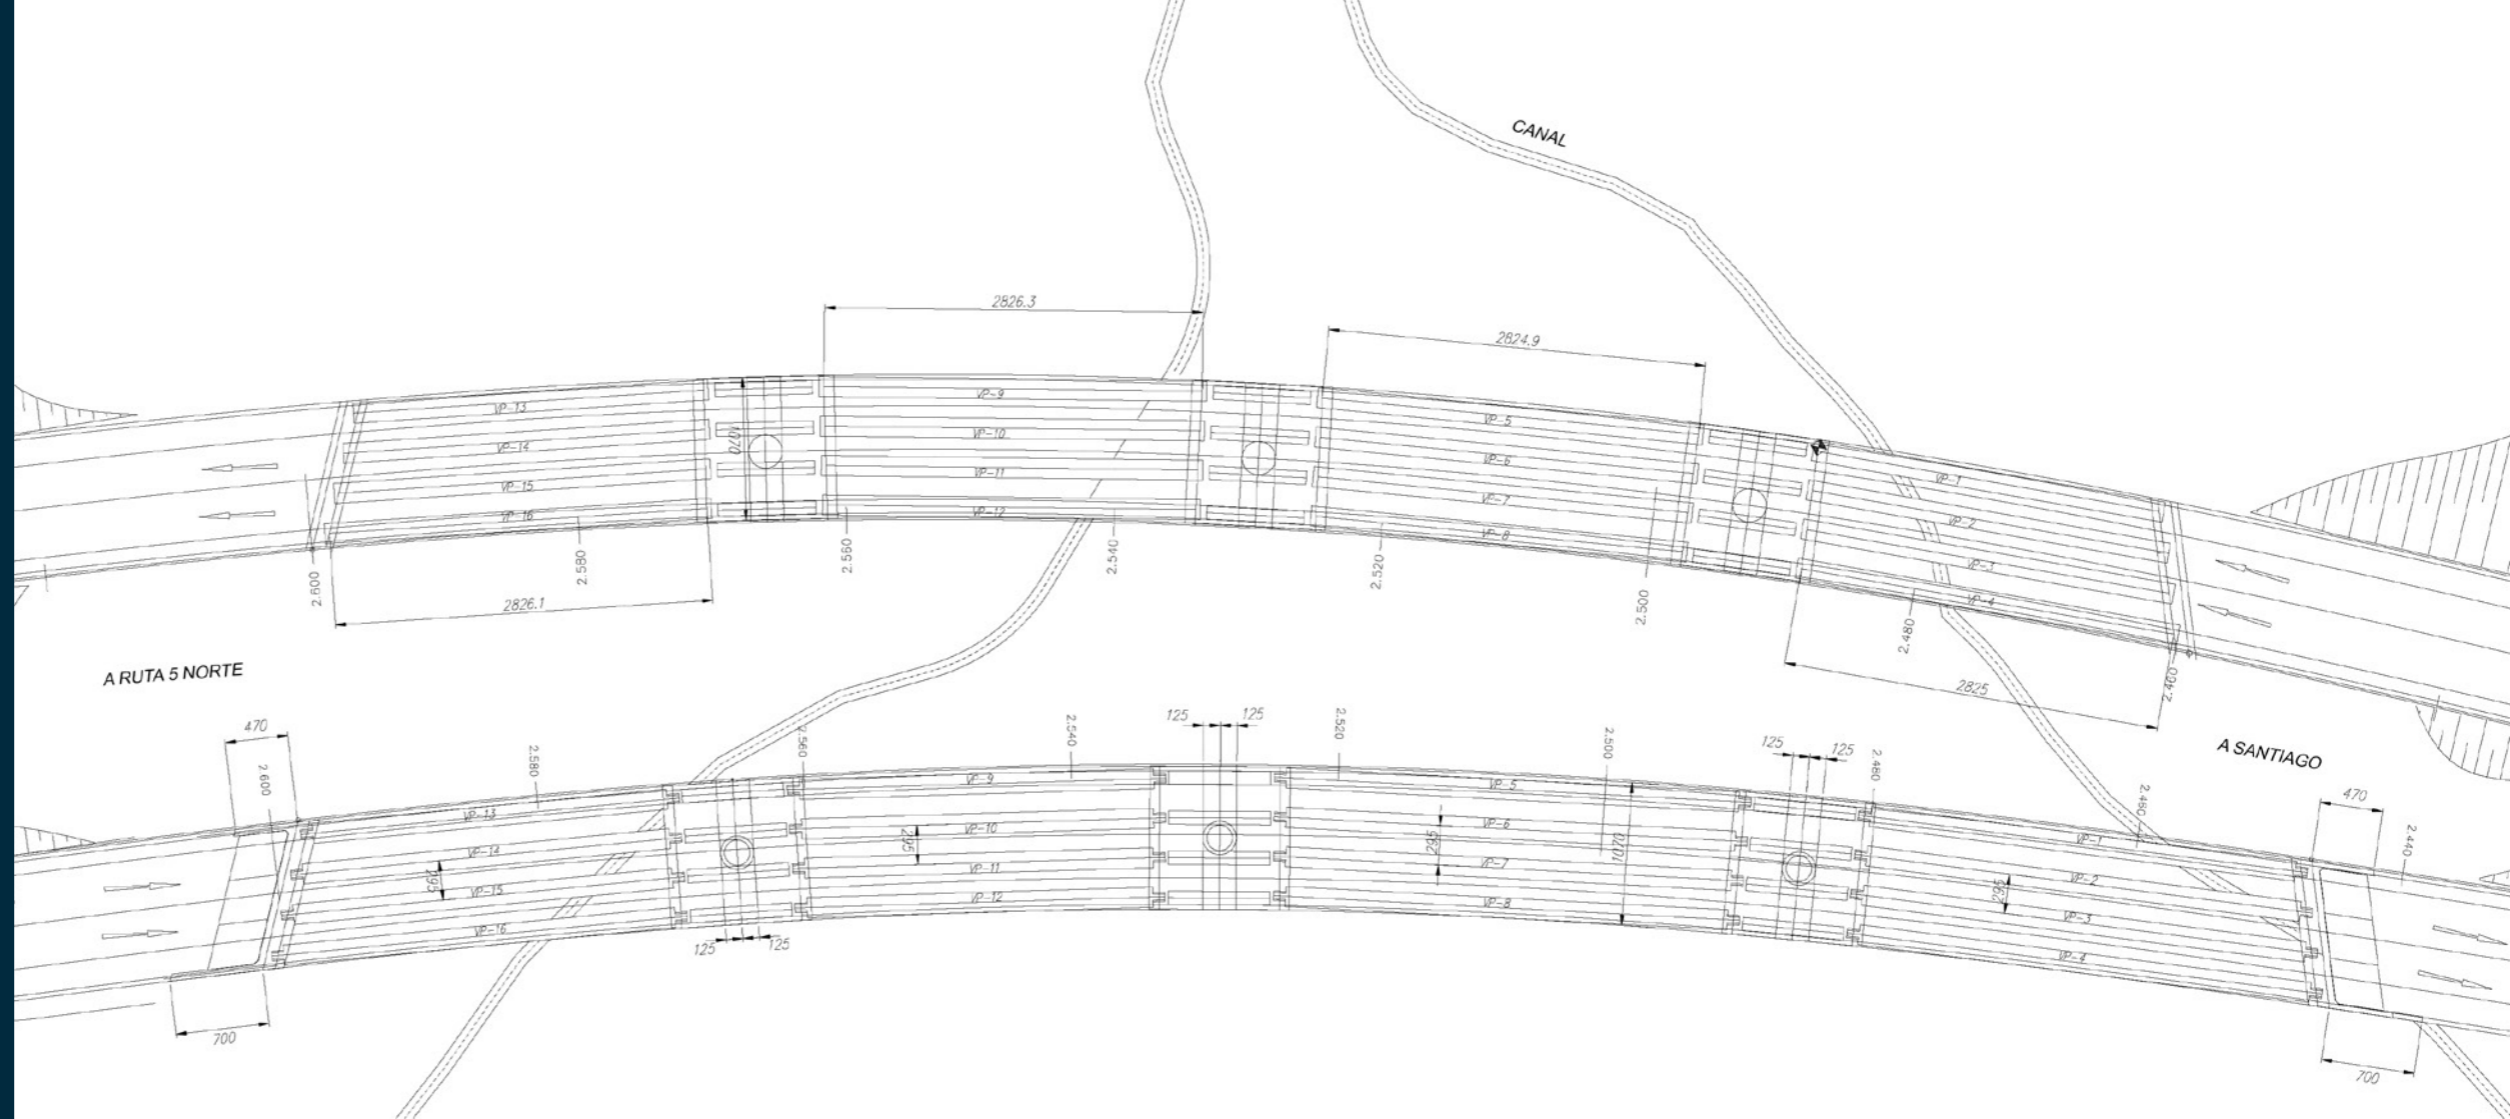 CANAL
2826.3
2824.9
VP-13
VP-14
VP-15
VP-16
1070
VP-9
VP-10
VP-11
VP-12
VP-5
VP-6
VP-7
VP-8
VP-1
VP-2
VP-3
VP-4
2.600
2.580
2.560
2.540
2.520
2.500
2.480
2.460
2826.1
2825
A RUTA 5 NORTE
A SANTIAGO
470
2.600
2.580
2.560
2.540
125
125
2.520
2.500
125
125
2.480
2.460
470
2.440
VP-13
VP-14
VP-15
VP-16
295
VP-9
VP-10
VP-11
VP-12
295
VP-5
VP-6
VP-7
VP-8
295
1070
VP-1
VP-2
VP-3
VP-4
295
125
125
700
700